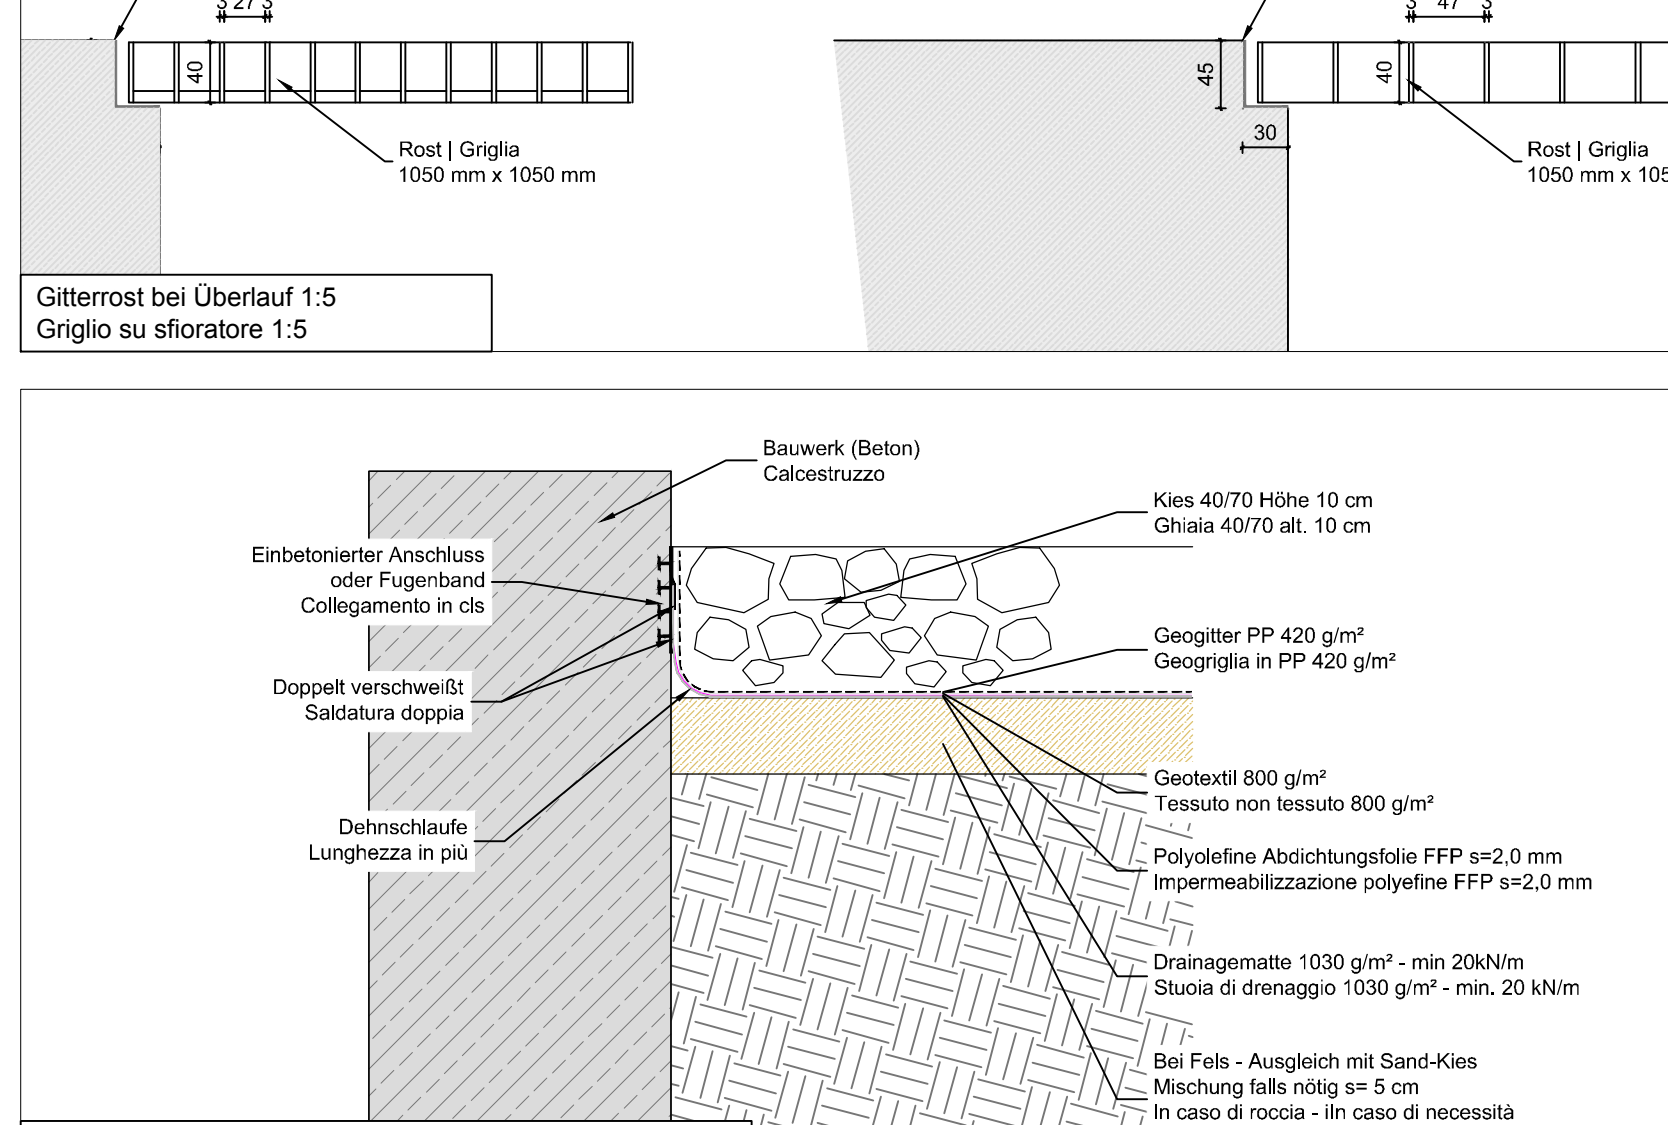 3 27 3
40
Rost | Griglia
1050 mm x 1050 mm
Gitterrost bei Überlauf 1:5
Griglio su sfioratore 1:5
3 47 3
45
40
30
Rost | Griglia
1050 mm x
Bauwerk (Beton)
Calcestruzzo
Kies 40/70 Höhe 10 cm
Ghiaia 40/70 alt. 10 cm
Einbetonierter Anschluss
oder Fugenband
Collegamento in cls
Geogitter PP 420 g/m²
Geogriglia in PP 420 g/m²
Doppelt verschweißt
Saldatura doppia
Geotextil 800 g/m²
Tessuto non tessuto 800 g/m²
Dehnschlaufe
Lunghezza in più
Polyolefine Abdichtungsfolie FFP s=2,0 mm
Impermeabilizzazione polyefine FFP s=2,0 mm
Drainagematte 1030 g/m² - min 20kN/m
Stuoia di drenaggio 1030 g/m² - min. 20 kN/m
Bei Fels - Ausgleich mit Sand-Kies
Mischung falls nötig s= 5 cm
In caso di roccia - iIn caso di necessità